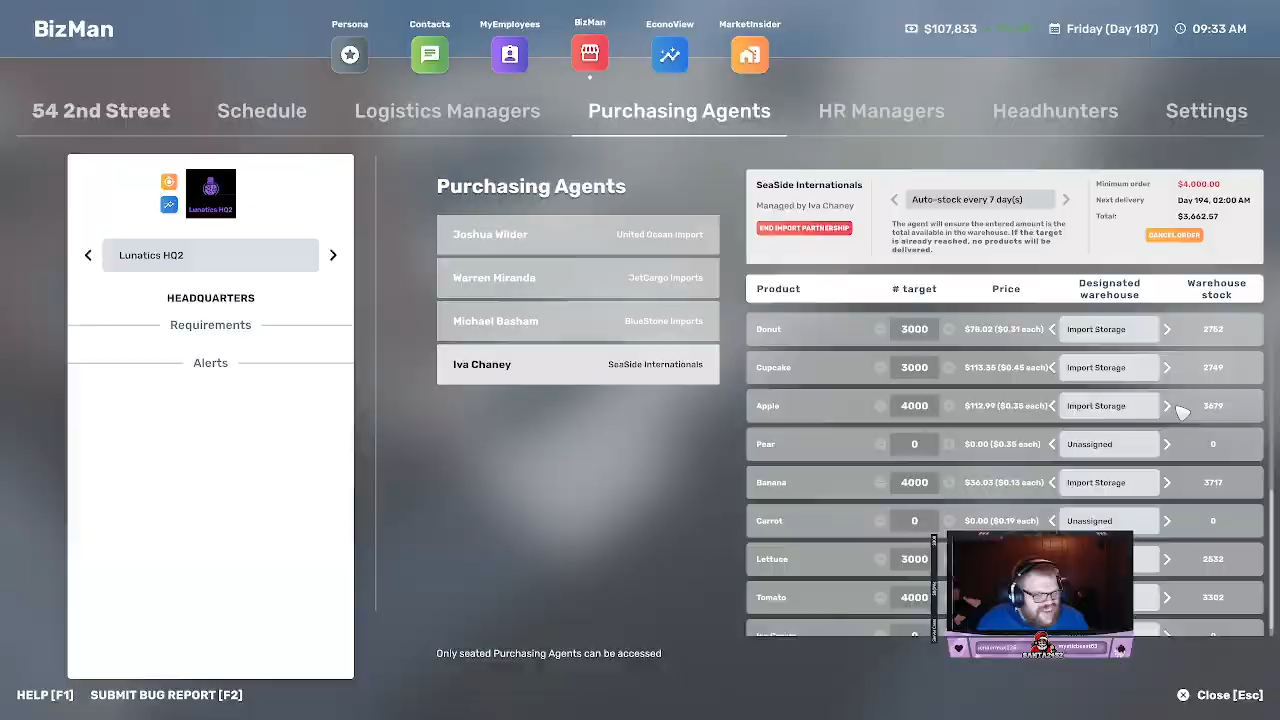 BizMan
Persona
Contacts
MyEmployees
BizMan
EconoView
MarketInsider
$107,833
Friday (Day 187)
09:33 AM
54 2nd Street
Schedule
Logistics Managers
Purchasing Agents
HR Managers
Headhunters
Settings
Lunatics HQ2
Lunatics HQ2
HEADQUARTERS
Requirements
Alerts
Purchasing Agents
Joshua Wilder United Ocean Import
Warren Miranda JetCargo Imports
Michael Basham BlueStone Imports
Iva Chaney SeaSide Internationals
Only seated Purchasing Agents can be accessed
SeaSide Internationals
Managed by Iva Chaney
END IMPORT PARTNERSHIP
Auto-stock every 7 day(s)
The agent will ensure the entered amount is the
total available in the warehouse. If the target
is already reached, no products will be
delivered.
Minimum order $4,000.00
Next delivery Day 194, 02:00 AM
Total: $3,662.57
CANCEL ORDER
Product # target Price Designated warehouse Warehouse stock
Donut 3000 $78.02 ($0.31 each) Import Storage 2752
Cupcake 3000 $113.35 ($0.45 each) Import Storage 2749
Apple 4000 $112.99 ($0.35 each) Import Storage 3679
Pear 0 $0.00 ($0.35 each) Unassigned 0
Banana 4000 $36.03 ($0.13 each) Import Storage 3717
Carrot 0 $0.00 ($0.19 each) Unassigned 0
Lettuce 3000 2532
Tomato 4000 3302
SANTA2452
HELP [F1]
SUBMIT BUG REPORT [F2]
Close [Esc]